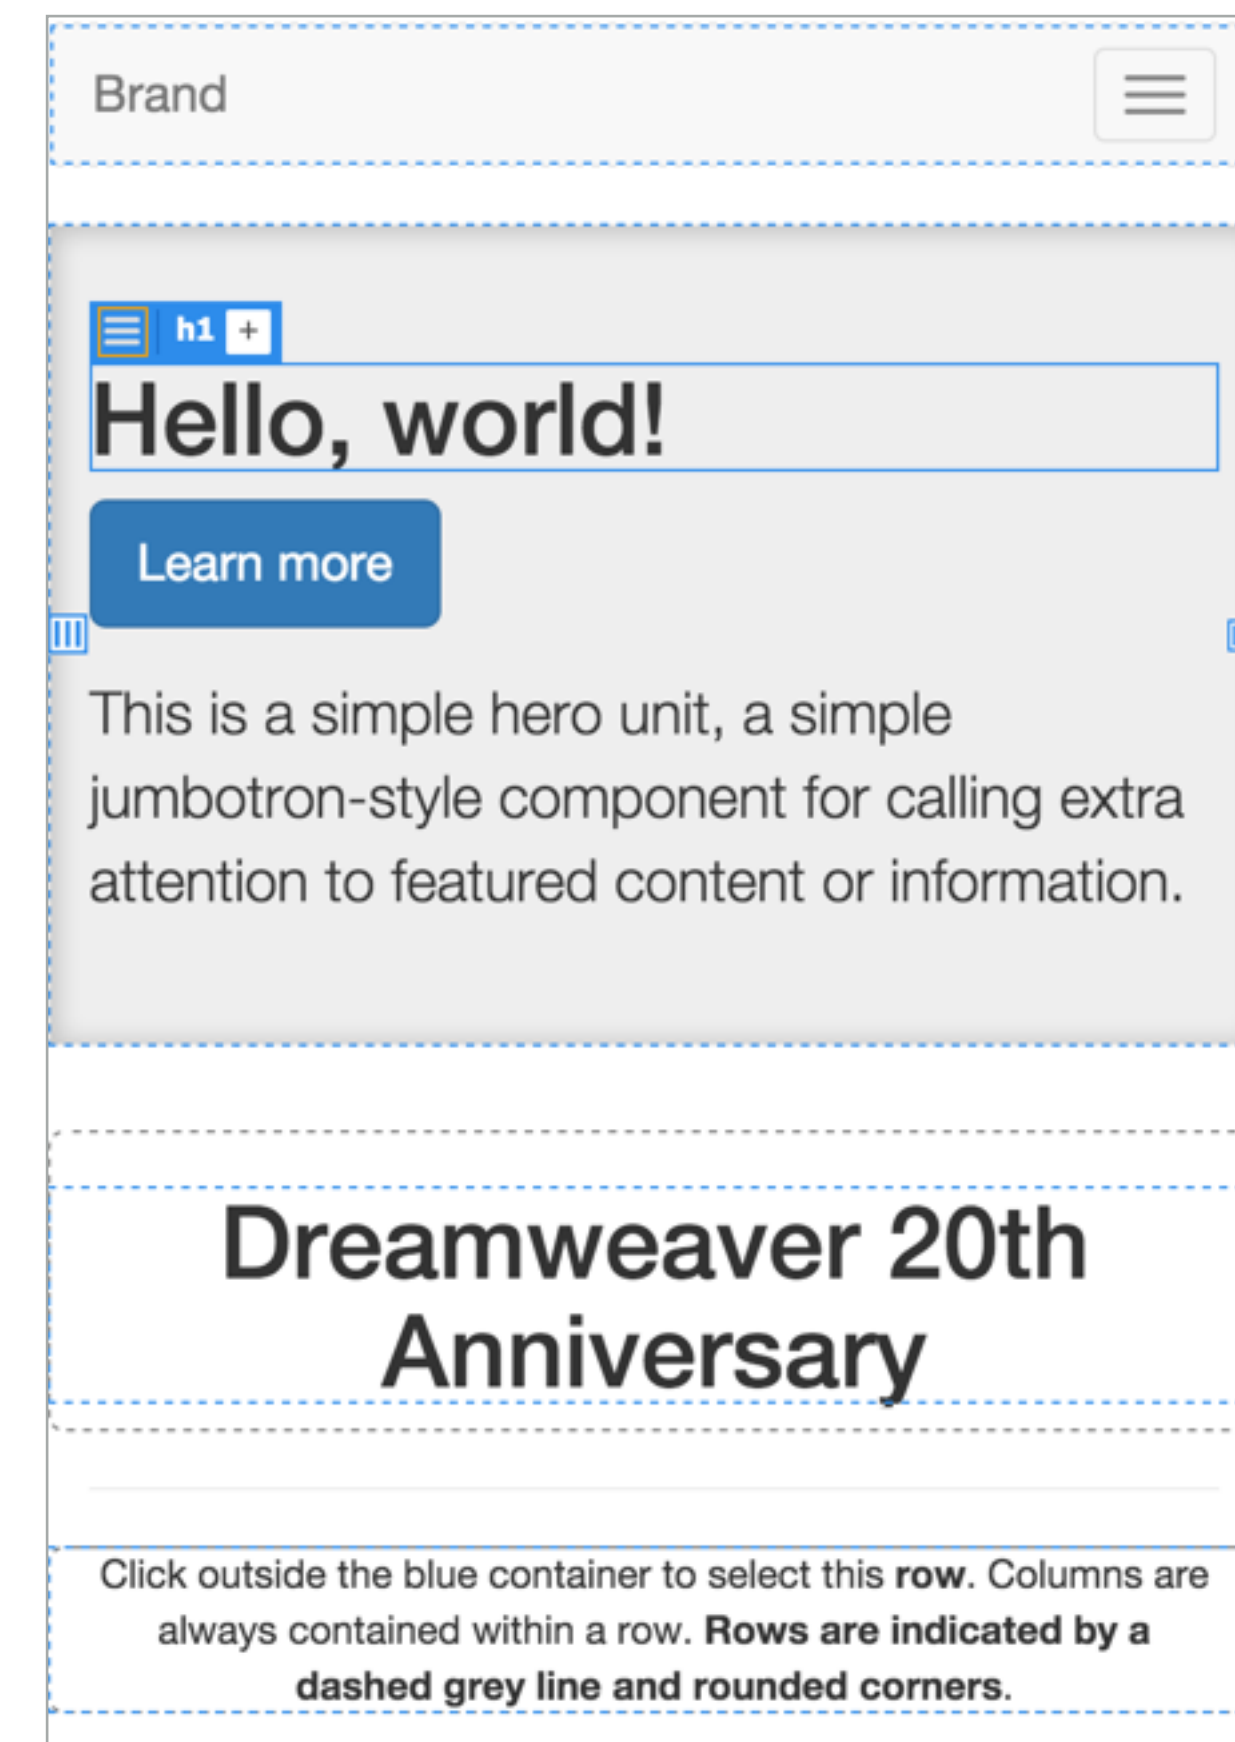 Brand
h1 +
Hello, world!
Learn more
This is a simple hero unit, a simple
jumbotron-style component for calling extra
attention to featured content or information.
Dreamweaver 20th
Anniversary
Click outside the blue container to select this row. Columns are
always contained within a row. Rows are indicated by a
dashed grey line and rounded corners.